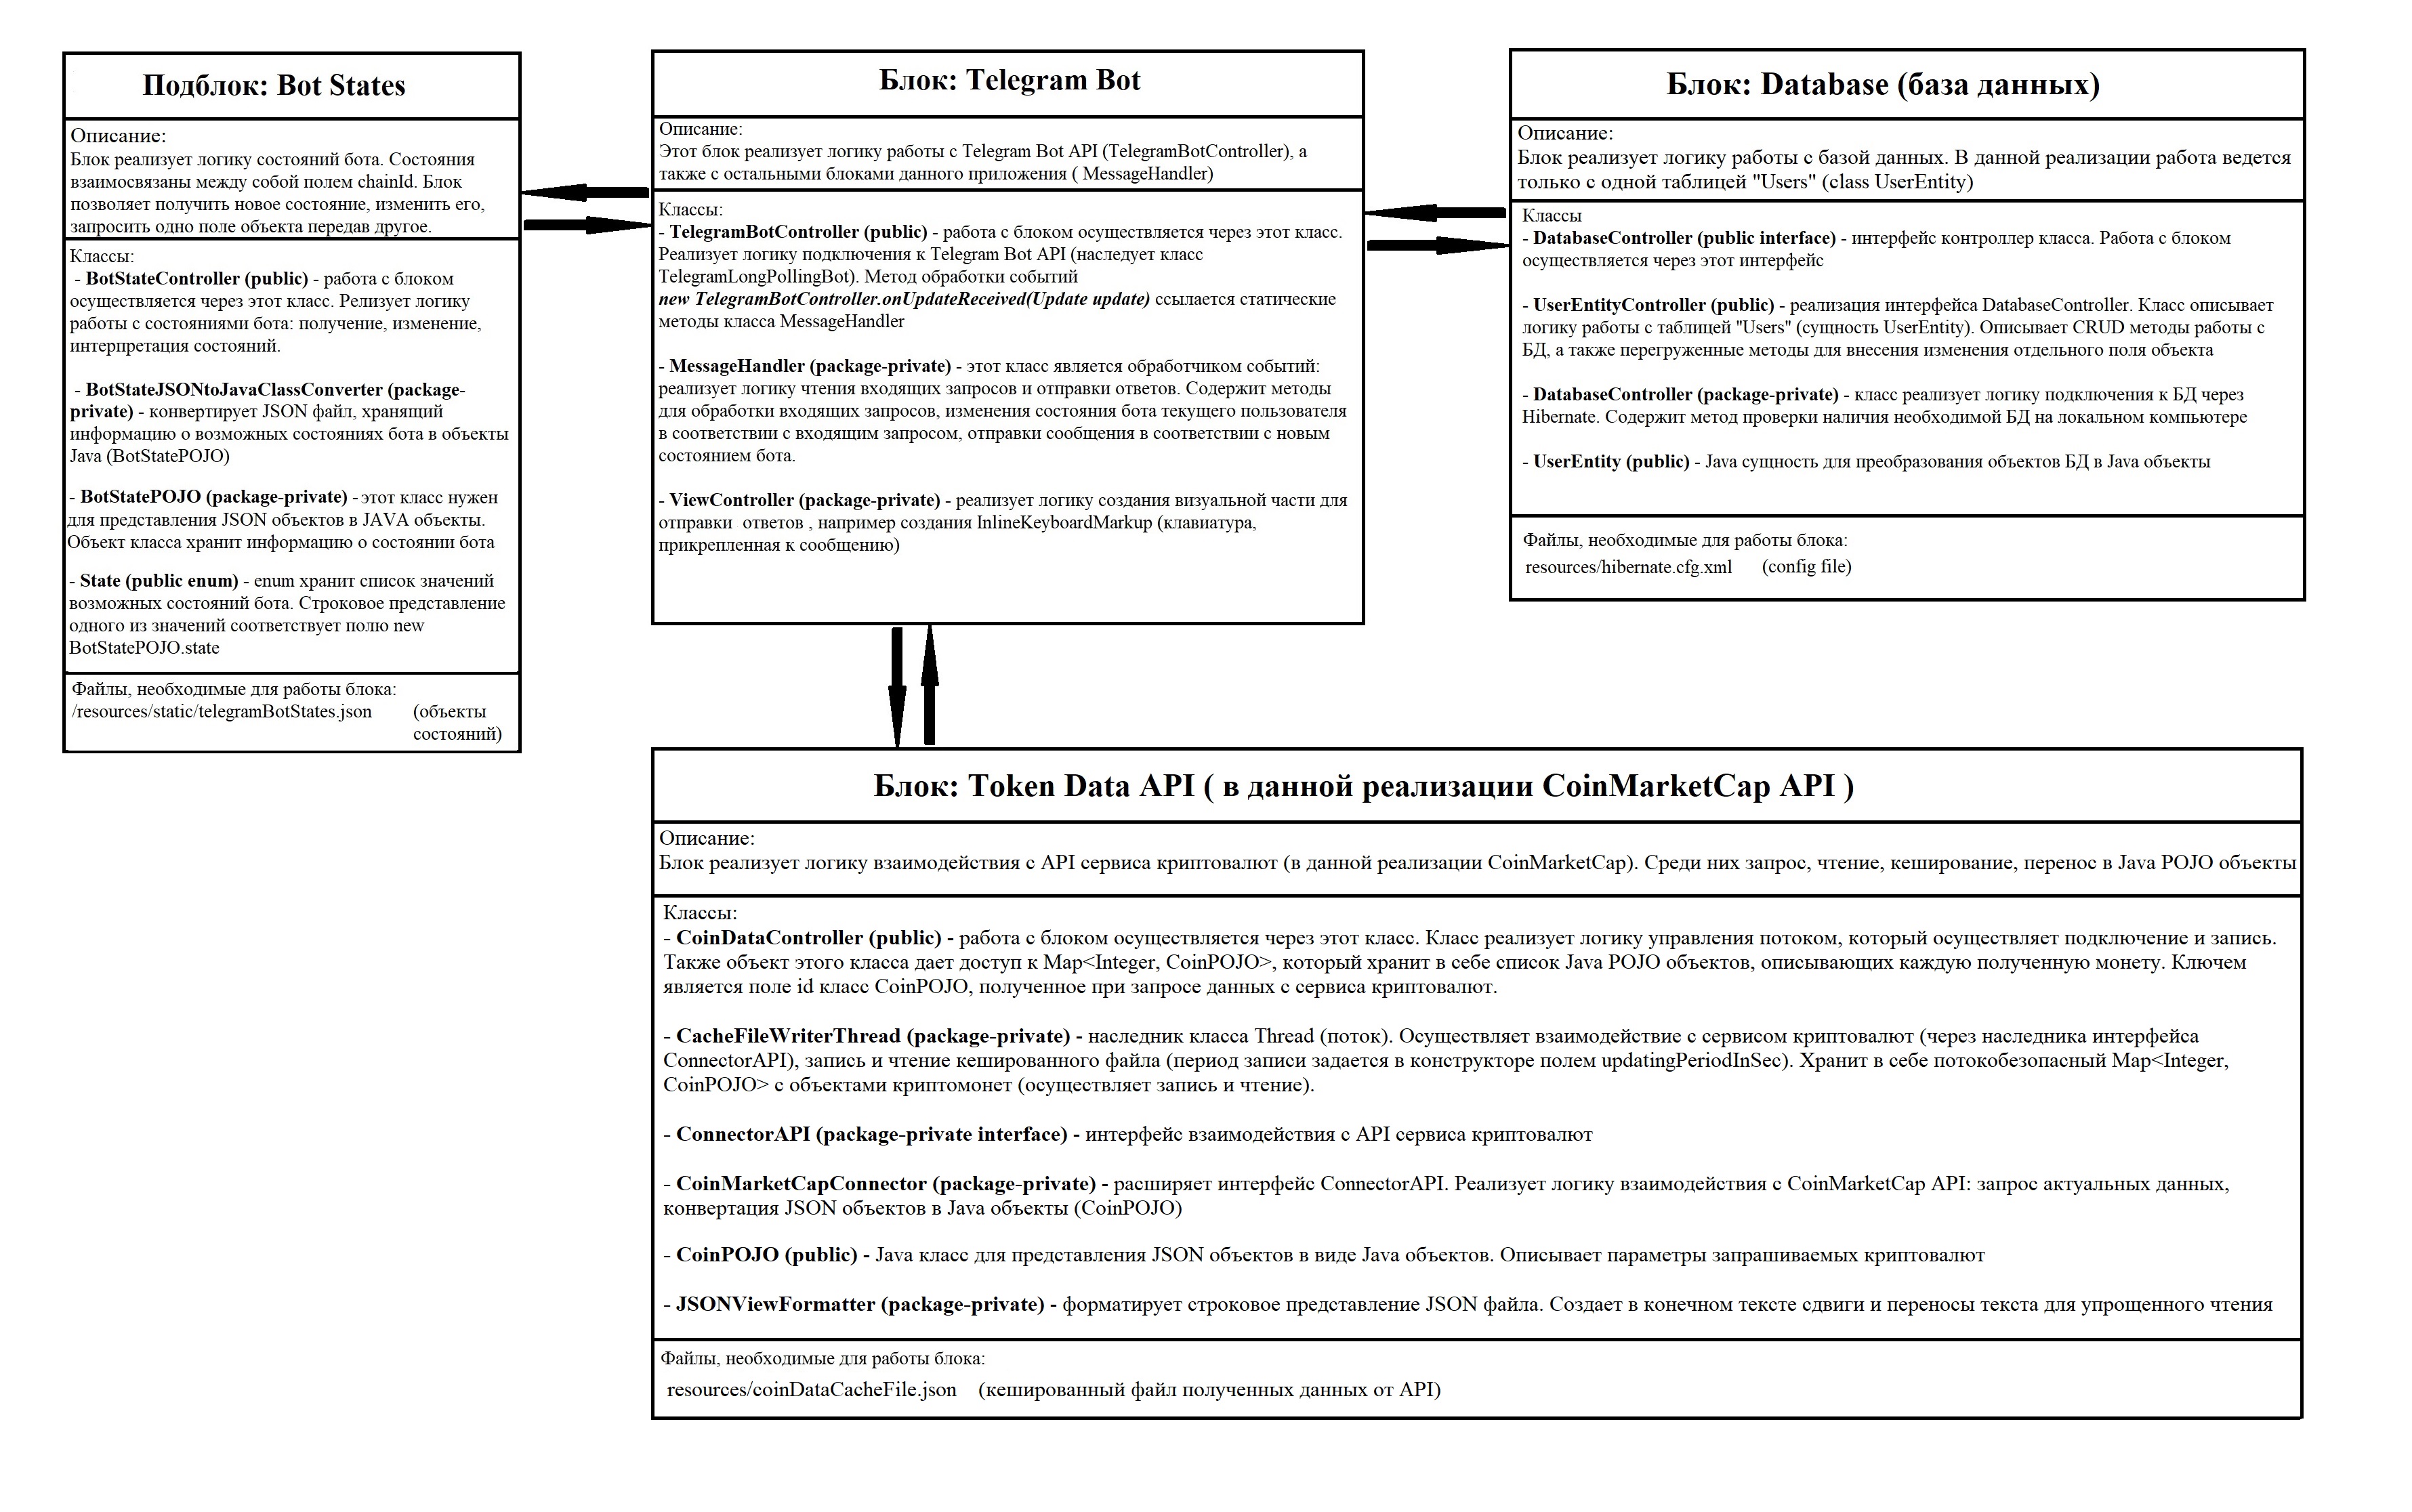 Подблок: Bot States
Описание:
Блок реализует логику состояний бота. Состояния
взаимосвязаны между собой полем chainId. Блок
позволяет получить новое состояние, изменить его,
запросить одно поле объекта передав другое.
Классы:
- BotStateController (public) - работа с блоком
осуществляется через этот класс. Релизует логику
работы с состояниями бота: получение, изменение,
интерпретация состояний.
- BotStateJSONtoJavaClassConverter (package-
private) - конвертирует JSON файл, хранящий
информацию о возможных состояниях бота в объекты
Java (BotStatePOJO)
- BotStatePOJO (package-private) - этот класс нужен
для представления JSON объектов в JAVA объекты.
Объект класса хранит информацию о состоянии бота
- State (public enum) - enum хранит список значений
возможных состояний бота. Строковое представление
одного из значений соответствует полю new
BotStatePOJO.state
Файлы, необходимые для работы блока:
/resources/static/telegramBotStates.json (объекты
состояний)
Блок: Telegram Bot
Описание:
Этот блок реализует логику работы с Telegram Bot API (TelegramBotController), а
также с остальными блоками данного приложения ( MessageHandler)
Классы:
- TelegramBotController (public) - работа с блоком осуществляется через этот класс.
Реализует логику подключения к Telegram Bot API (наследует класс
TelegramLongPollingBot). Метод обработки событий
new TelegramBotController.onUpdateReceived(Update update) ссылается статические
методы класса MessageHandler
- MessageHandler (package-private) - этот класс является обработчиком событий:
реализует логику чтения входящих запросов и отправки ответов. Содержит методы
для обработки входящих запросов, изменения состояния бота текущего пользователя
в соответствии с входящим запросом, отправки сообщения в соответствии с новым
состоянием бота.
- ViewController (package-private) - реализует логику создания визуальной части для
отправки ответов , например создания InlineKeyboardMarkup (клавиатура,
прикрепленная к сообщению)
Блок: Database (база данных)
Описание:
Блок реализует логику работы с базой данных. В данной реализации работа ведется
только с одной таблицей "Users" (class UserEntity)
Классы
- DatabaseController (public interface) - интерфейс контроллер класса. Работа с блоком
осуществляется через этот интерфейс
- UserEntityController (public) - реализация интерфейса DatabaseController. Класс описывает
логику работы с таблицей "Users" (сущность UserEntity). Описывает CRUD методы работы с
БД, а также перегруженные методы для внесения изменения отдельного поля объекта
- DatabaseController (package-private) - класс реализует логику подключения к БД через
Hibernate. Содержит метод проверки наличия необходимой БД на локальном компьютере
- UserEntity (public) - Java сущность для преобразования объектов БД в Java объекты
Файлы, необходимые для работы блока:
resources/hibernate.cfg.xml (config file)
Блок: Token Data API ( в данной реализации CoinMarketCap API )
Описание:
Блок реализует логику взаимодействия с API сервиса криптовалют (в данной реализации CoinMarketCap). Среди них запрос, чтение, кеширование, перенос в Java POJO объекты
Классы:
- CoinDataController (public) - работа с блоком осуществляется через этот класс. Класс реализует логику управления потоком, который осуществляет подключение и запись.
Также объект этого класса дает доступ к Map<Integer, CoinPOJO>, который хранит в себе список Java POJO объектов, описывающих каждую полученную монету. Ключем
является поле id класс CoinPOJO, полученное при запросе данных с сервиса криптовалют.
- CacheFileWriterThread (package-private) - наследник класса Thread (поток). Осуществляет взаимодействие с сервисом криптовалют (через наследника интерфейса
ConnectorAPI), запись и чтение кешированного файла (период записи задается в конструкторе полем updatingPeriodInSec). Хранит в себе потокобезопасный Map<Integer,
CoinPOJO> с объектами криптомонет (осуществляет запись и чтение).
- ConnectorAPI (package-private interface) - интерфейс взаимодействия с API сервиса криптовалют
- CoinMarketCapConnector (package-private) - расширяет интерфейс ConnectorAPI. Реализует логику взаимодействия с CoinMarketCap API: запрос актуальных данных,
конвертация JSON объектов в Java объекты (CoinPOJO)
- CoinPOJO (public) - Java класс для представления JSON объектов в виде Java объектов. Описывает параметры запрашиваемых криптовалют
- JSONViewFormatter (package-private) - форматирует строковое представление JSON файла. Создает в конечном тексте сдвиги и переносы текста для упрощенного чтения
Файлы, необходимые для работы блока:
resources/coinDataCacheFile.json (кешированный файл полученных данных от API)